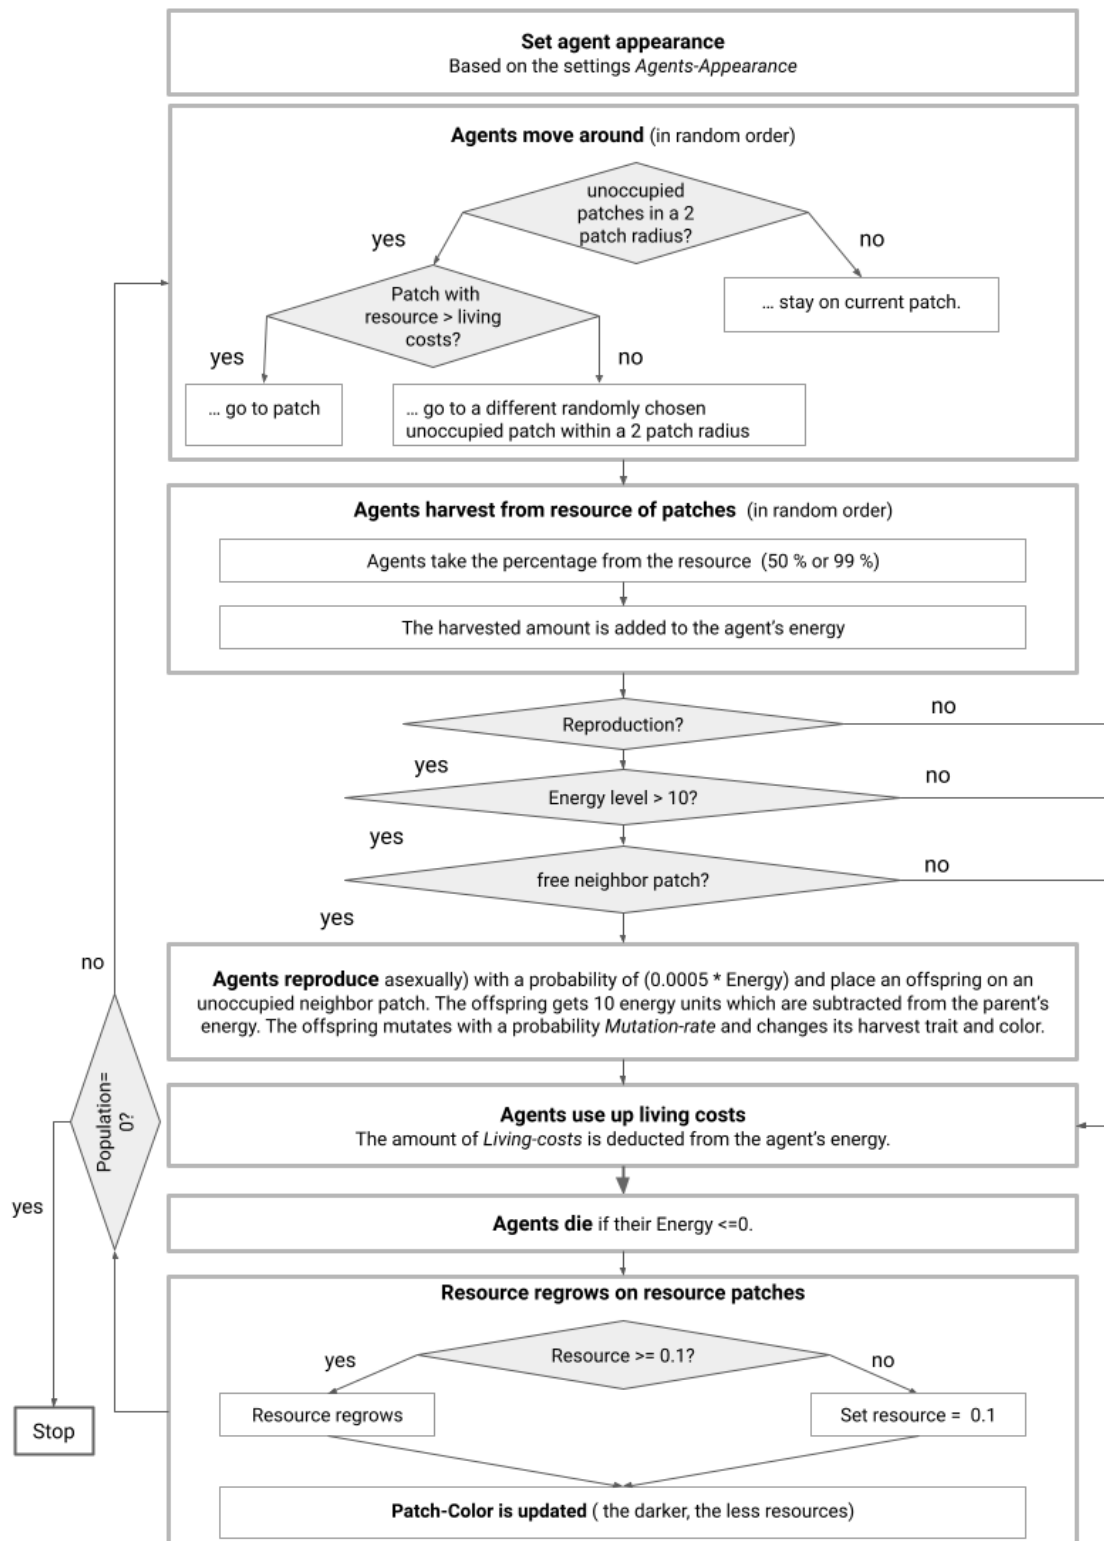 Set agent appearance
Based on the settings Agents-Appearance
Agents move around (in random order)
unoccupied
patches in a 2
patch radius?
yes
no
Patch with
resource > living
costs?
... stay on current patch.
yes
no
... go to patch
... go to a different randomly chosen
unoccupied patch within a 2 patch radius
Agents harvest from resource of patches (in random order)
Agents take the percentage from the resource (50 % or 99 %)
The harvested amount is added to the agent’s energy
Reproduction?
no
yes
Energy level > 10?
no
yes
free neighbor patch?
no
yes
Agents reproduce asexually) with a probability of (0.0005 * Energy) and place an offspring on an
unoccupied neighbor patch. The offspring gets 10 energy units which are subtracted from the parent’s
energy. The offspring mutates with a probability Mutation-rate and changes its harvest trait and color.
no
Population=
0?
yes
Stop
Agents use up living costs
The amount of Living-costs is deducted from the agent’s energy.
Agents die if their Energy <=0.
Resource regrows on resource patches
Resource >= 0.1?
yes
no
Resource regrows
Set resource = 0.1
Patch-Color is updated ( the darker, the less resources)